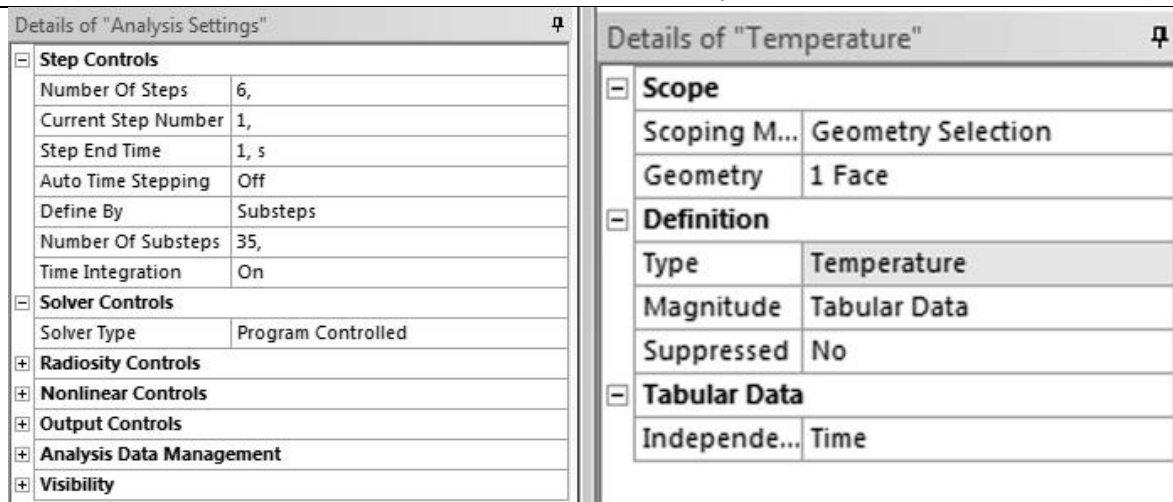 Details of "Analysis Settings"
Step Controls
Number Of Steps 6,
Current Step Number 1,
Step End Time 1, s
Auto Time Stepping Off
Define By Substeps
Number Of Substeps 35,
Time Integration On
Solver Controls
Solver Type Program Controlled
Radiosity Controls
Nonlinear Controls
Output Controls
Analysis Data Management
Visibility
Details of "Temperature"
Scope
Scoping M... Geometry Selection
Geometry 1 Face
Definition
Type Temperature
Magnitude Tabular Data
Suppressed No
Tabular Data
Independe... Time